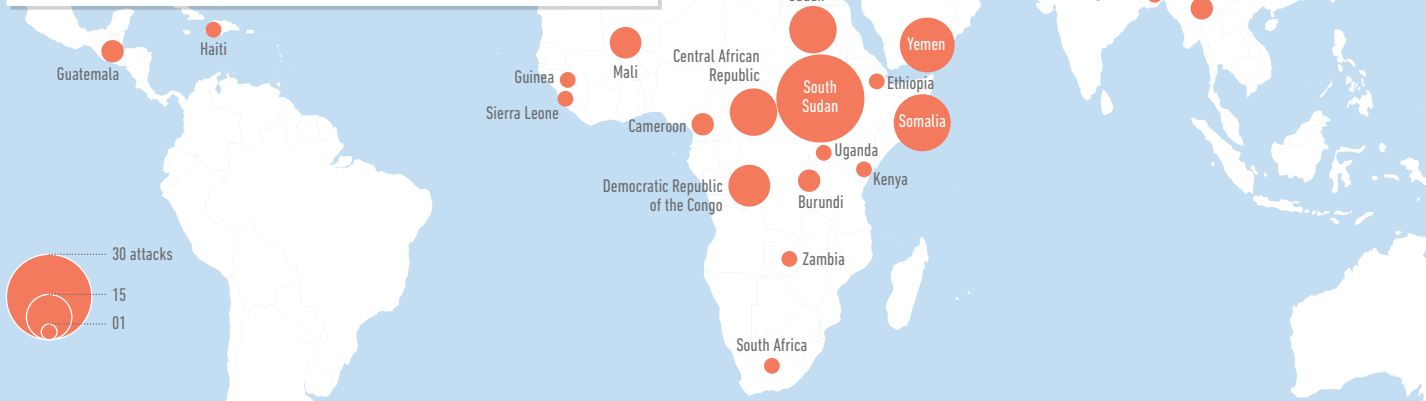 Sudan
Haiti
Guatemala
Mali
Central African
Republic
Yemen
Guinea
Sierra Leone
Cameroon
South
Sudan
Ethiopia
Somalia
Uganda
Kenya
Democratic Republic
of the Congo
Burundi
Zambia
South Africa
30 attacks
15
01